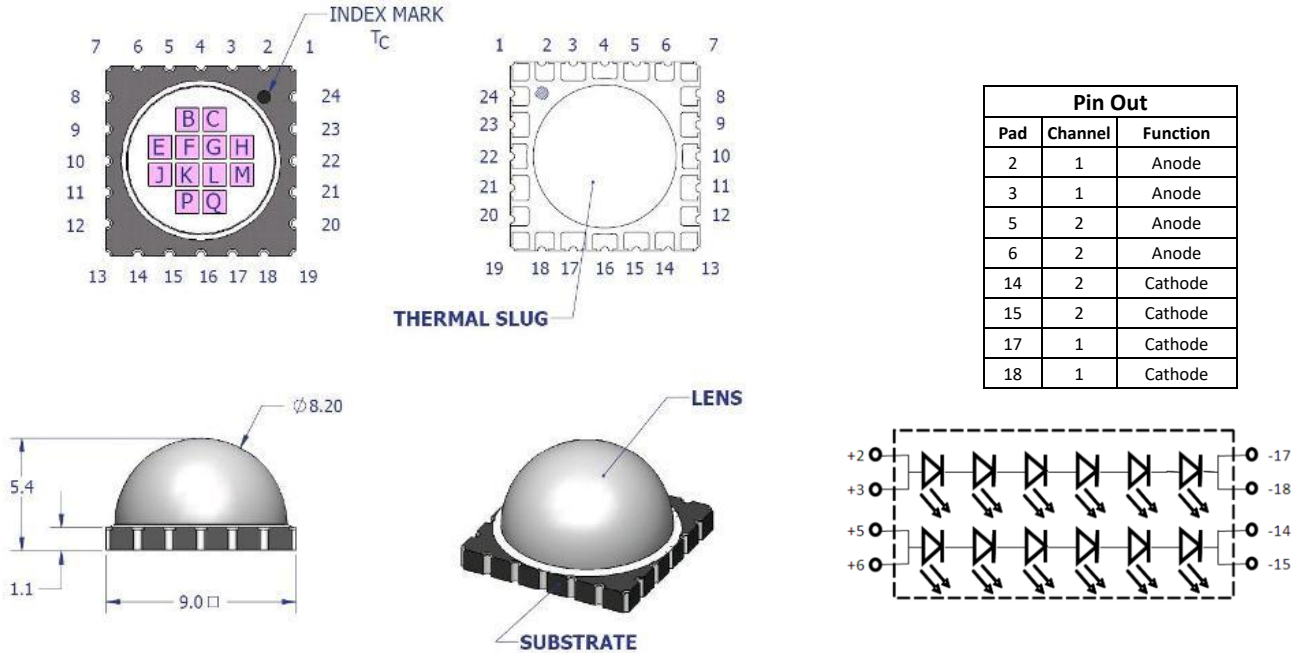 INDEX MARK
TC
7 6 5 4 3 2 1
8
9
10
11
12
24
23
22
21
20
B C
E F G H
J K L M
P Q
13 14 15 16 17 18 19
1 2 3 4 5 6 7
24
23
22
21
20
8
9
10
11
12
19 18 17 16 15 14 13
THERMAL SLUG
Pin Out
Pad Channel Function
2 1 Anode
3 1 Anode
5 2 Anode
6 2 Anode
14 2 Cathode
15 2 Cathode
17 1 Cathode
18 1 Cathode
⌀8.20
5.4
1.1
9.0 □
LENS
SUBSTRATE
+2 -17
+3 -18
+5 -14
+6 -15